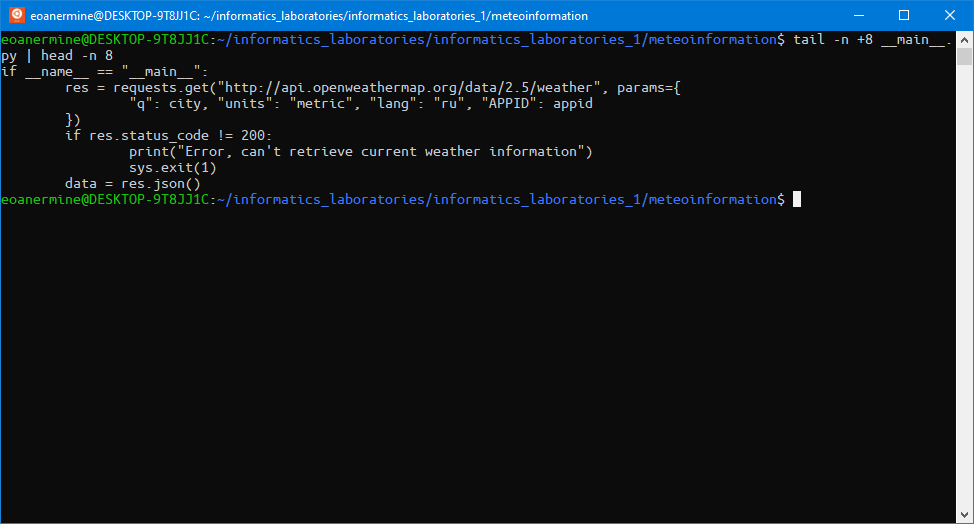 eoanermine@DESKTOP-9T8JJ1C: ~/informatics_laboratories/informatics_laboratories_1/meteoinformation
eoanermine@DESKTOP-9T8JJ1C:~/informatics_laboratories/informatics_laboratories_1/meteoinformation$ tail -n +8 __main__.
py | head -n 8
if __name__ == "__main__":
        res = requests.get("http://api.openweathermap.org/data/2.5/weather", params={
                "q": city, "units": "metric", "lang": "ru", "APPID": appid
        })
        if res.status_code != 200:
                print("Error, can't retrieve current weather information")
                sys.exit(1)
        data = res.json()
eoanermine@DESKTOP-9T8JJ1C:~/informatics_laboratories/informatics_laboratories_1/meteoinformation$